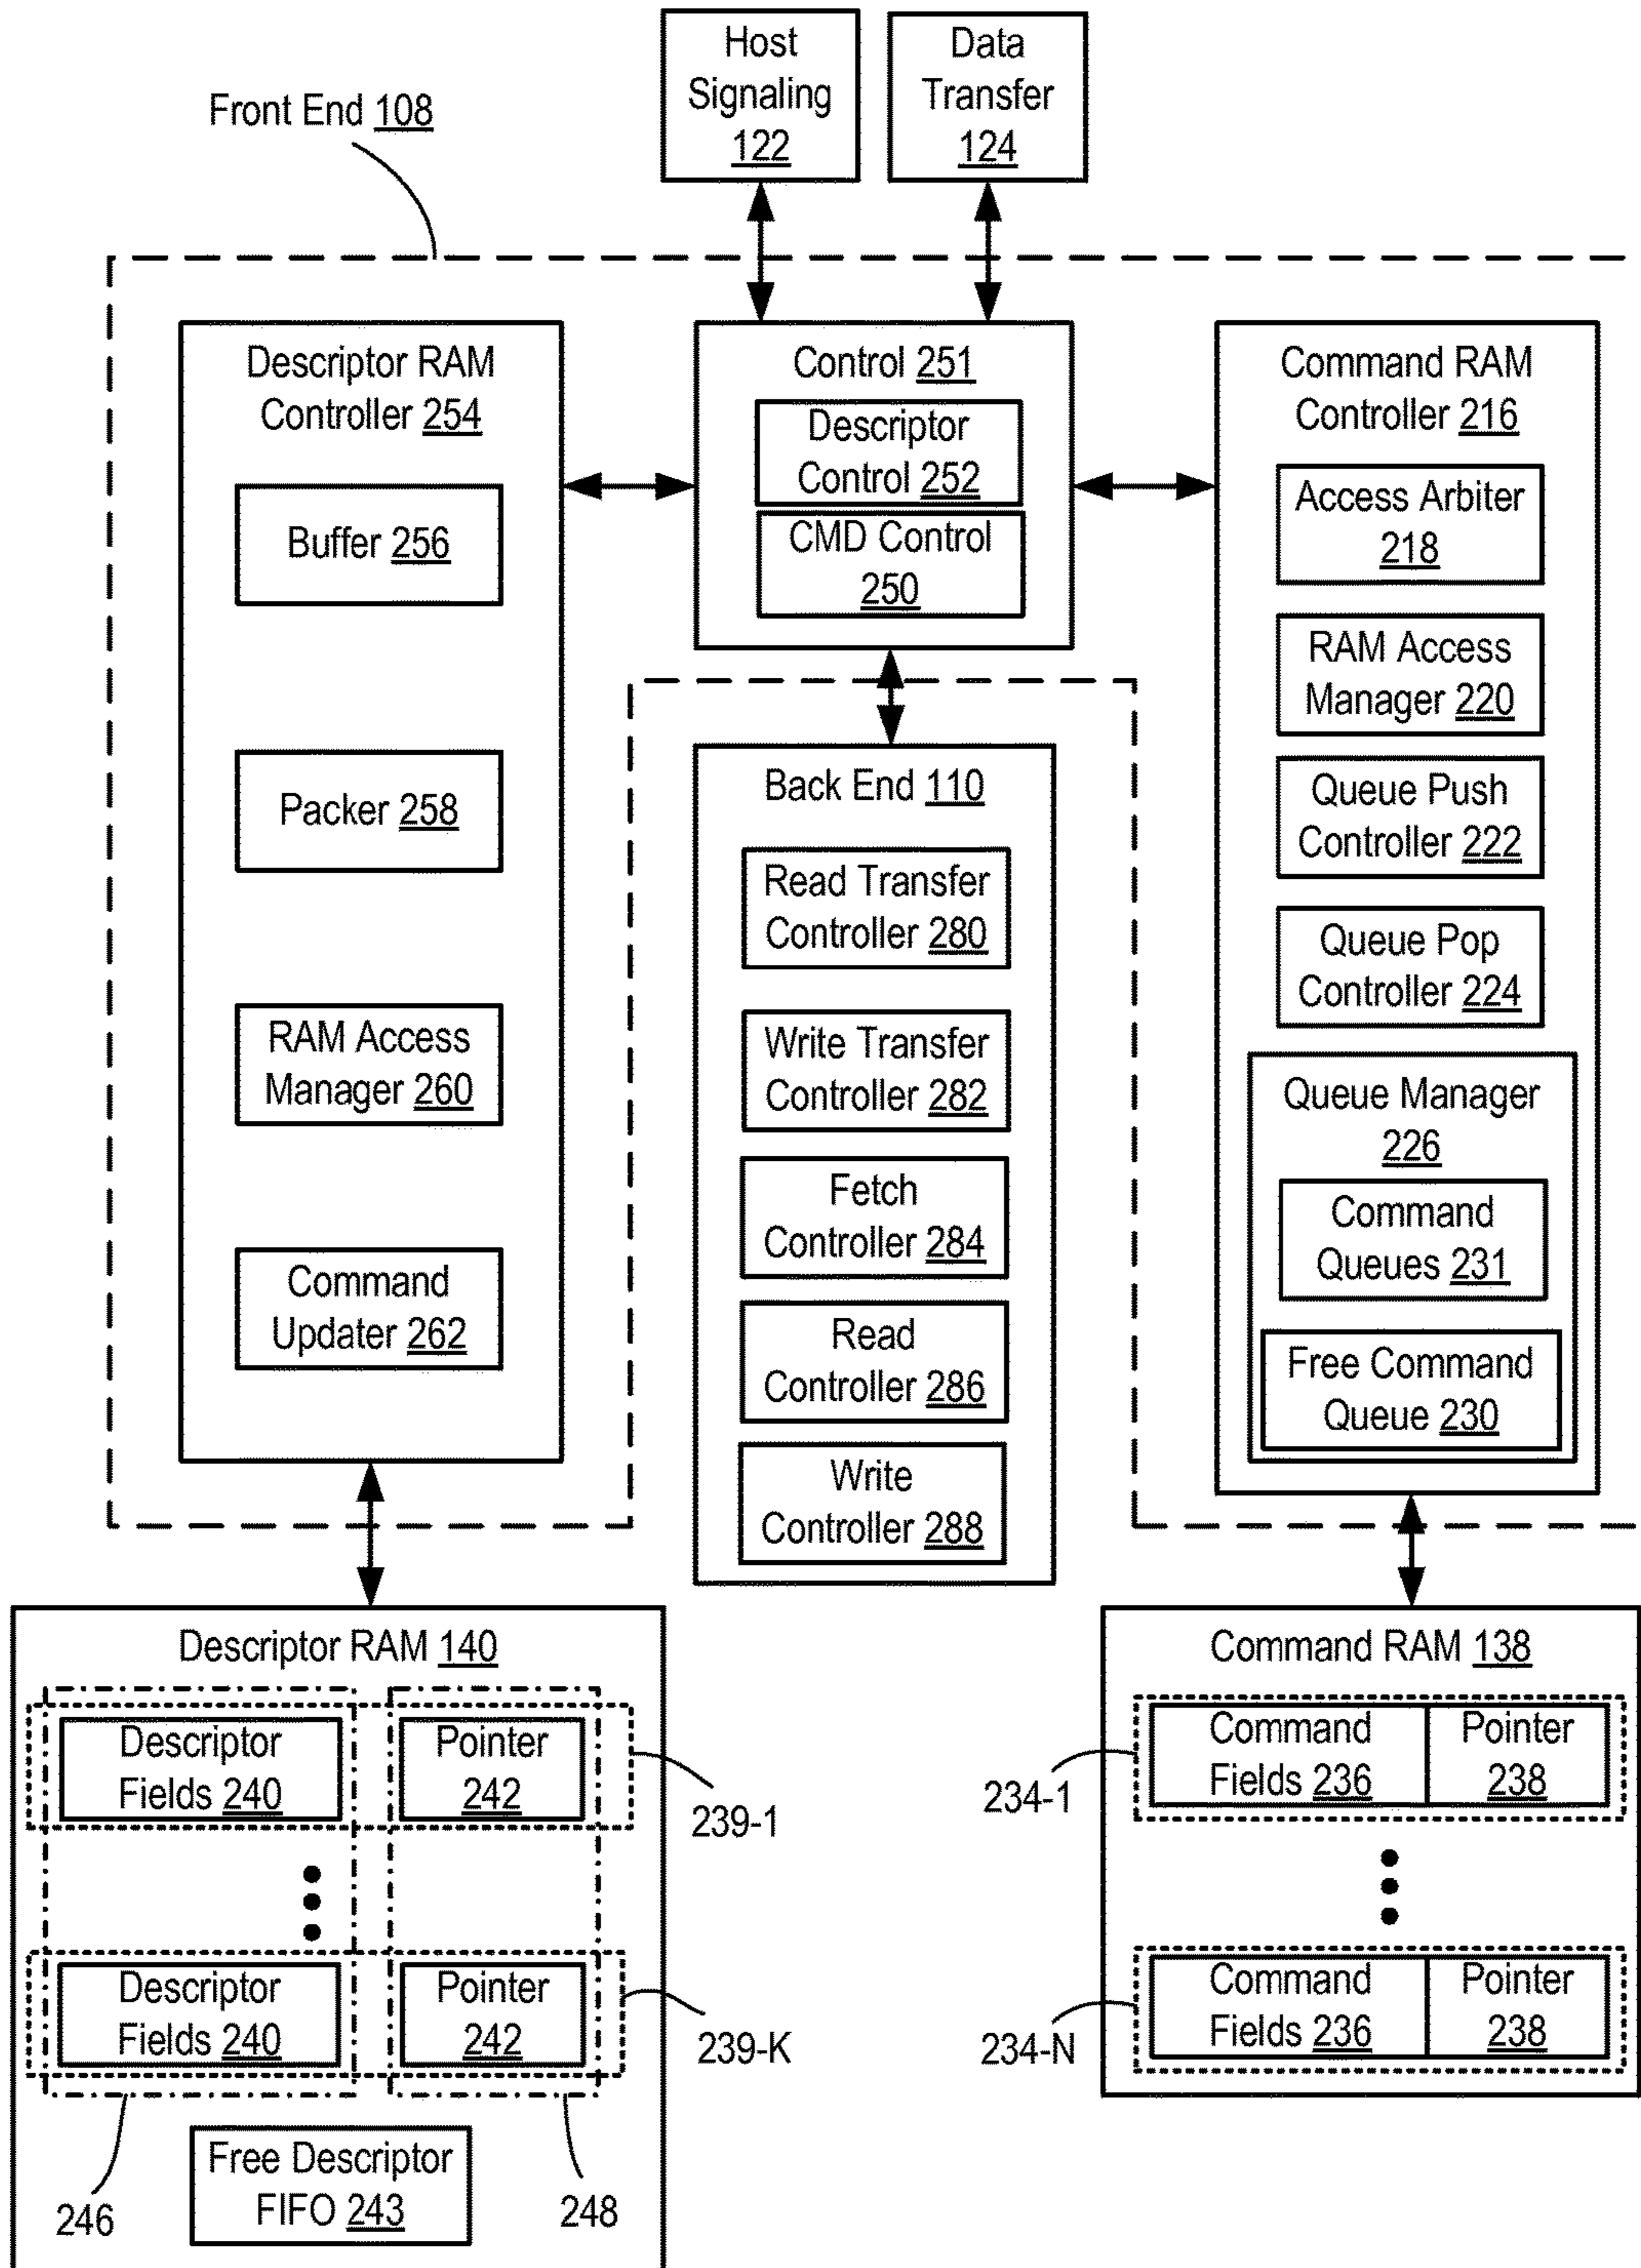 Host
Signaling
122
Data
Transfer
124
Front End 108
Descriptor RAM
Controller 254
Buffer 256
Packer 258
RAM Access
Manager 260
Command
Updater 262
Control 251
Descriptor
Control 252
CMD Control
250
Command RAM
Controller 216
Access Arbiter
218
RAM Access
Manager 220
Queue Push
Controller 222
Queue Pop
Controller 224
Queue Manager
226
Command
Queues 231
Free Command
Queue 230
Back End 110
Read Transfer
Controller 280
Write Transfer
Controller 282
Fetch
Controller 284
Read
Controller 286
Write
Controller 288
Descriptor RAM 140
Descriptor
Fields 240
Pointer
242
239-1
Descriptor
Fields 240
Pointer
242
239-K
246
Free Descriptor
FIFO 243
248
Command RAM 138
234-1
Command
Fields 236
Pointer
238
234-N
Command
Fields 236
Pointer
238